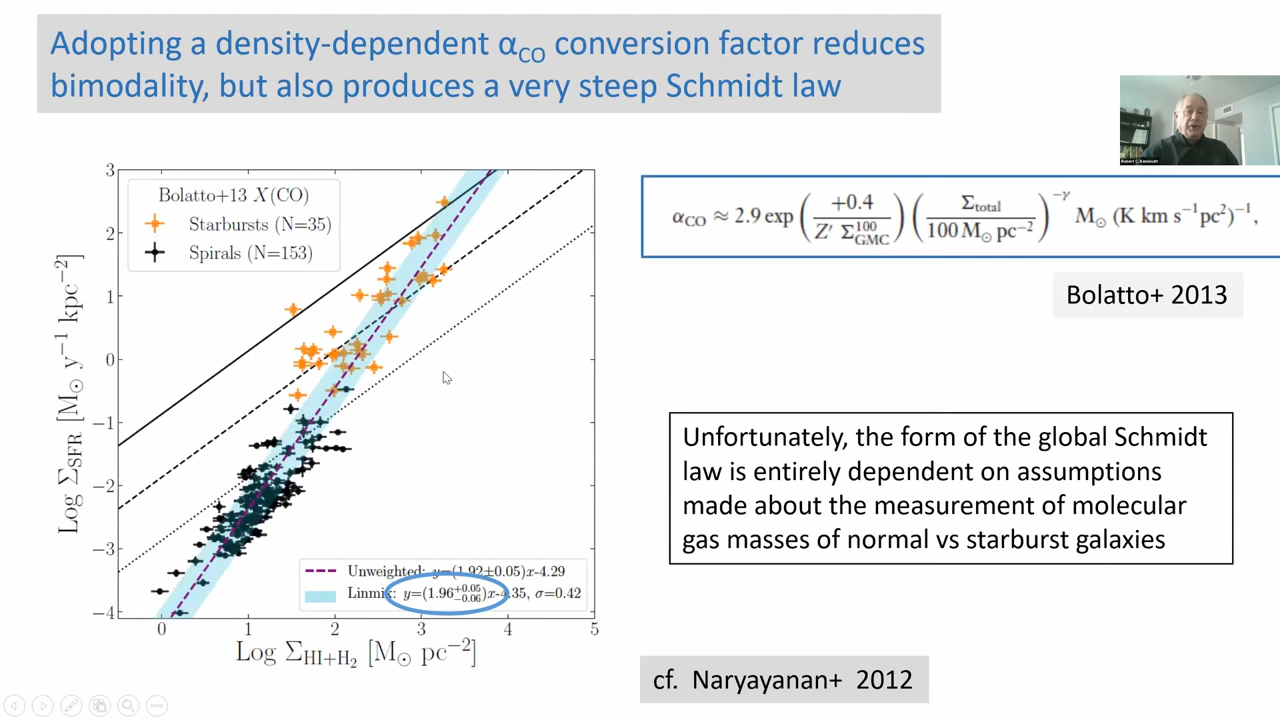 Adopting a density-dependent αCO conversion factor reduces
bimodality, but also produces a very steep Schmidt law
Robert C. Kennicutt
Bolatto+13 X(CO)
Starbursts (N=35)
Spirals (N=153)
3
2
1
0
−1
−2
−3
−4
Log ΣSFR [M⊙ y−1 kpc−2]
Unweighted: y=(1.92±0.05)x-4.29
Linmix: y=(1.96+0.05−0.06)x-4.35, σ=0.42
0 1 2 3 4 5
Log ΣHI+H2 [M⊙ pc−2]
αCO ≈ 2.9 exp (+0.4 / Z′ Σ100GMC) (Σtotal / 100 M⊙ pc−2)−γ M⊙ (K km s−1pc2)−1,
Bolatto+ 2013
Unfortunately, the form of the global Schmidt
law is entirely dependent on assumptions
made about the measurement of molecular
gas masses of normal vs starburst galaxies
cf. Naryayanan+ 2012